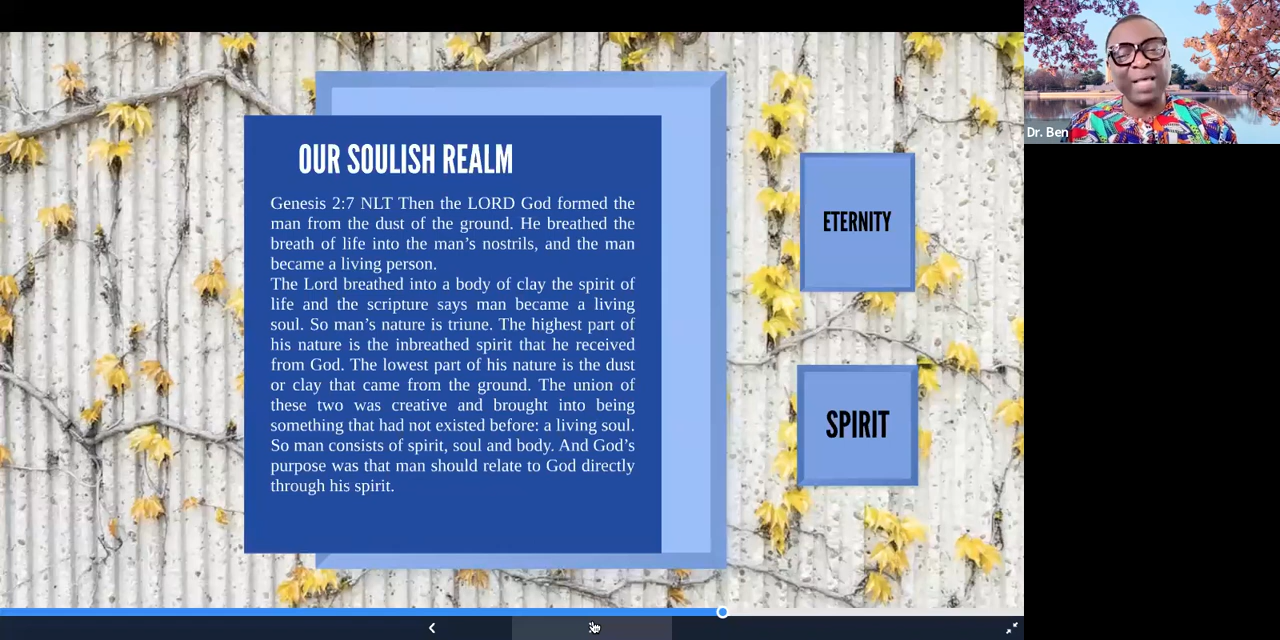 OUR SOULISH REALM
Genesis 2:7 NLT Then the LORD God formed the
man from the dust of the ground. He breathed the
breath of life into the man’s nostrils, and the man
became a living person.
The Lord breathed into a body of clay the spirit of
life and the scripture says man became a living
soul. So man’s nature is triune. The highest part of
his nature is the inbreathed spirit that he received
from God. The lowest part of his nature is the dust
or clay that came from the ground. The union of
these two was creative and brought into being
something that had not existed before: a living soul.
So man consists of spirit, soul and body. And God’s
purpose was that man should relate to God directly
through his spirit.
ETERNITY
SPIRIT
Dr. Ben